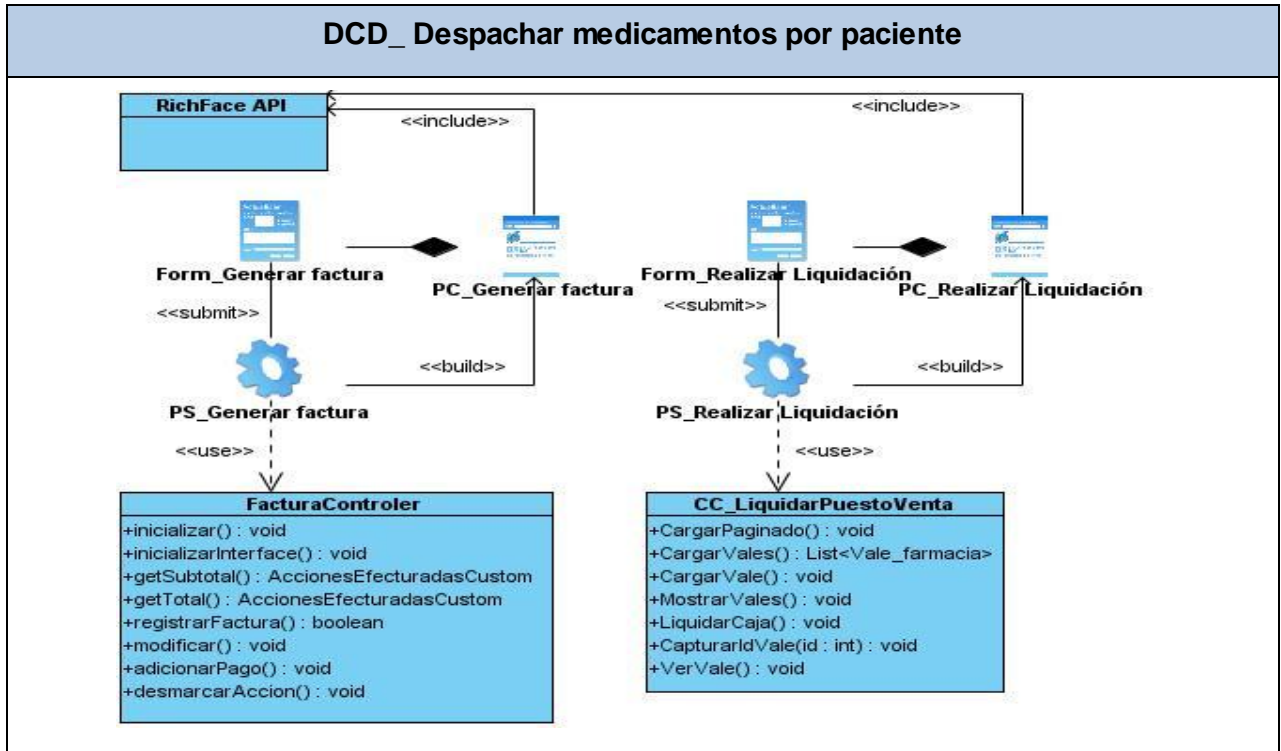 DCD_ Despachar medicamentos por paciente
RichFace API
<<include>>
<<include>>
Form_Generar factura
PC_Generar factura
Form_Realizar Liquidación
PC_Realizar Liquidación
<<submit>>
<<submit>>
<<build>>
<<build>>
PS_Generar factura
PS_Realizar Liquidación
<<use>>
<<use>>
FacturaControler
+inicializar() : void
+inicializarInterface() : void
+getSubtotal() : AccionesEfecturadasCustom
+getTotal() : AccionesEfecturadasCustom
+registrarFactura() : boolean
+modificar() : void
+adicionarPago() : void
+desmarcarAccion() : void
CC_LiquidarPuestoVenta
+CargarPaginado() : void
+CargarVales() : List<Vale_farmacia>
+CargarVale() : void
+MostrarVales() : void
+LiquidarCaja() : void
+CapturarIdVale(id : int) : void
+VerVale() : void